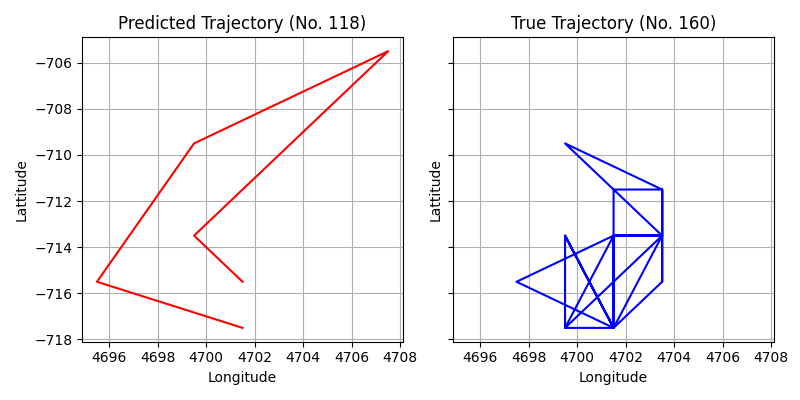 Predicted Trajectory (No. 118)
True Trajectory (No. 160)
Lattitude
−706
−708
−710
−712
−714
−716
−718
4696 4698 4700 4702 4704 4706 4708
Longitude
Lattitude
4696 4698 4700 4702 4704 4706 4708
Longitude